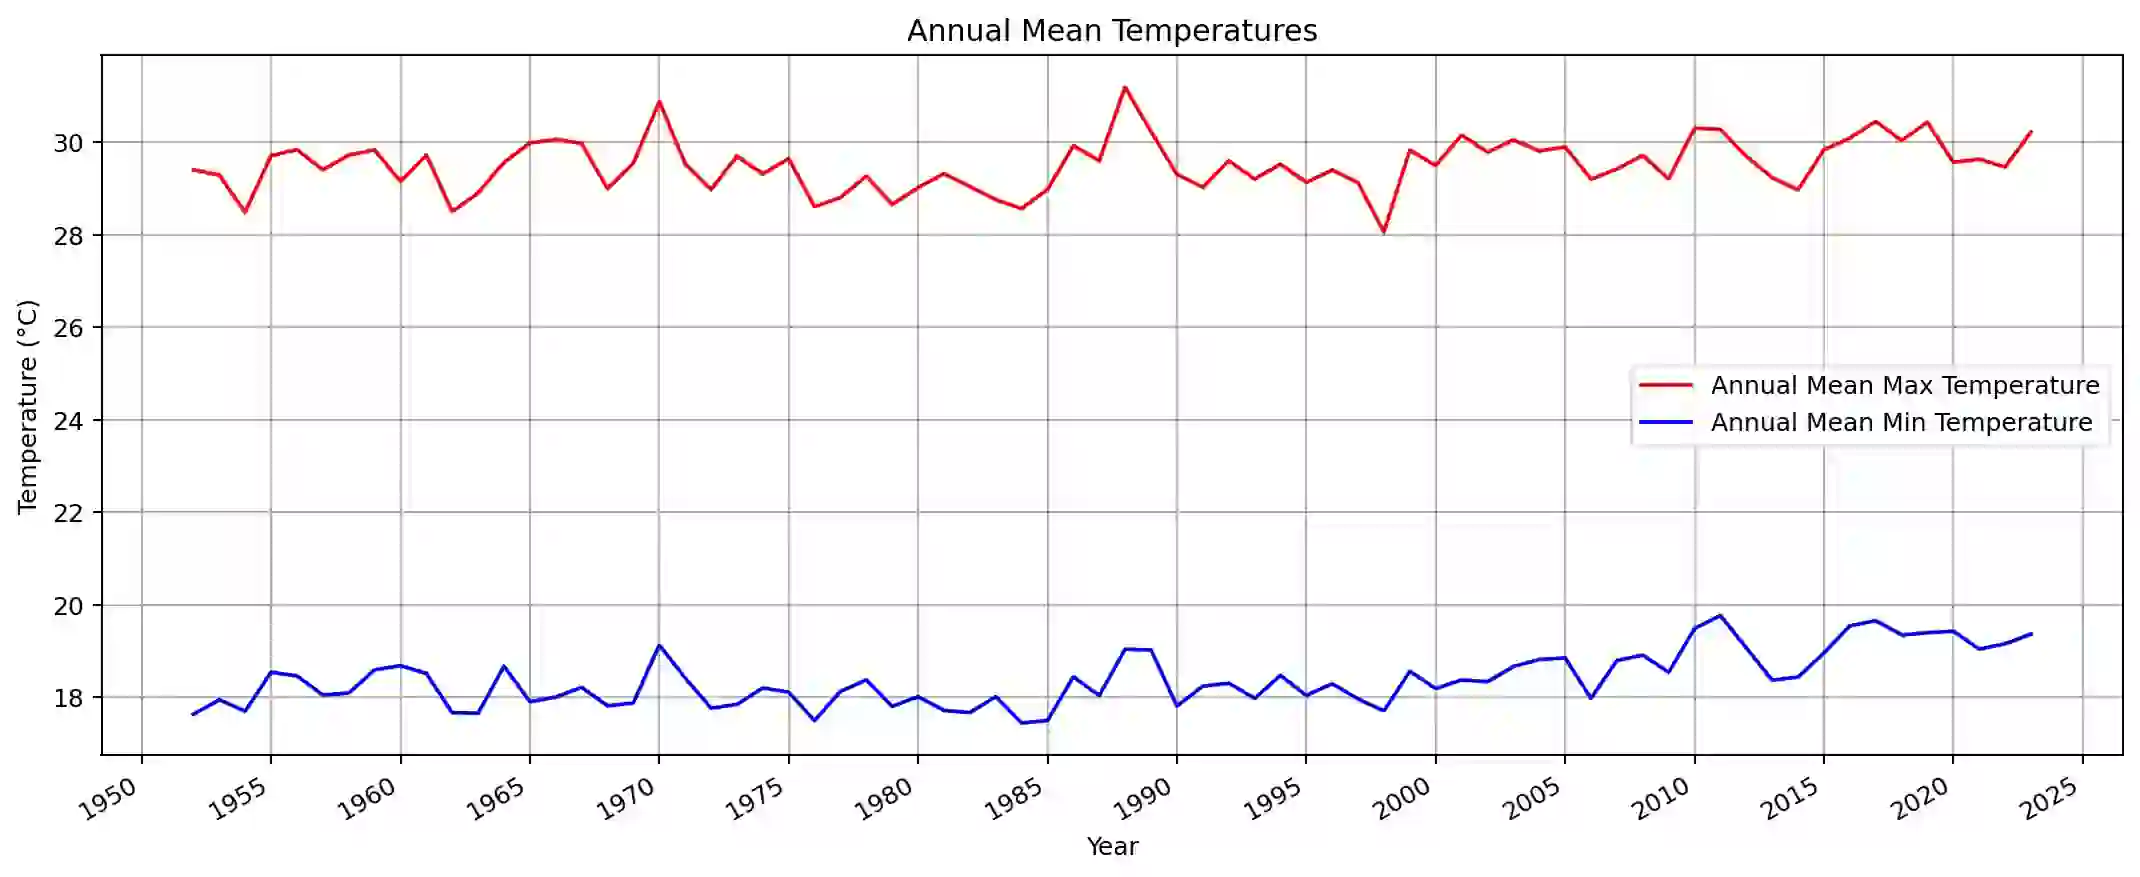 Annual Mean Temperatures
Temperature (°C)
30
28
26
24
22
20
18
Annual Mean Max Temperature
Annual Mean Min Temperature
1950 1955 1960 1965 1970 1975 1980 1985 1990 1995 2000 2005 2010 2015 2020 2025
Year